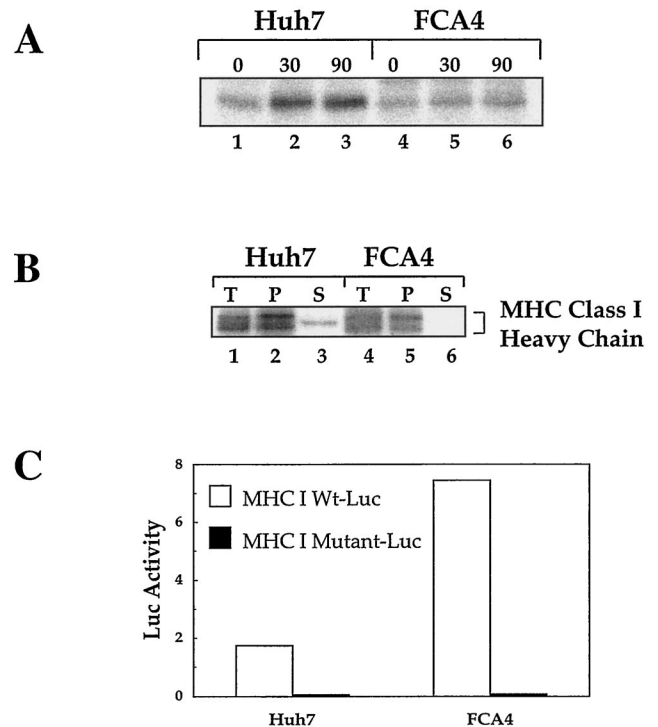 A
Huh7 FCA4
0 30 90 0 30 90
1 2 3 4 5 6
B
Huh7 FCA4
T P S T P S
MHC Class I
Heavy Chain
1 2 3 4 5 6
C
8
6
4
2
0
Luc Activity
MHC I Wt-Luc
MHC I Mutant-Luc
Huh7 FCA4